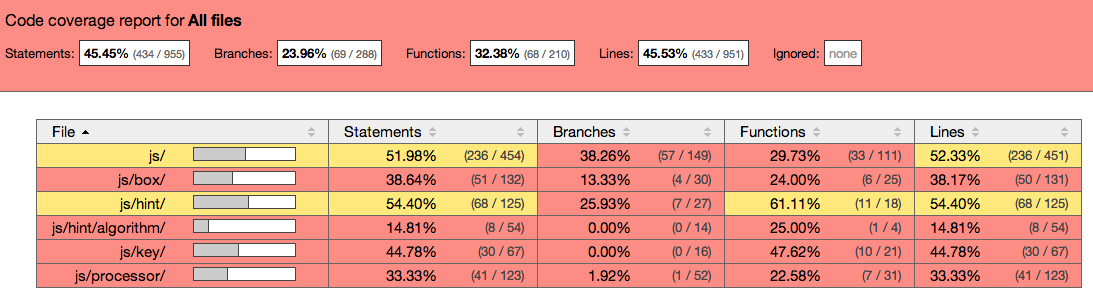 Code coverage report for All files
Statements: 45.45% (434 / 955) Branches: 23.96% (69 / 288) Functions: 32.38% (68 / 210) Lines: 45.53% (433 / 951) Ignored: none
File Statements Branches Functions Lines
js/ 51.98% (236 / 454) 38.26% (57 / 149) 29.73% (33 / 111) 52.33% (236 / 451)
js/box/ 38.64% (51 / 132) 13.33% (4 / 30) 24.00% (6 / 25) 38.17% (50 / 131)
js/hint/ 54.40% (68 / 125) 25.93% (7 / 27) 61.11% (11 / 18) 54.40% (68 / 125)
js/hint/algorithm/ 14.81% (8 / 54) 0.00% (0 / 14) 25.00% (1 / 4) 14.81% (8 / 54)
js/key/ 44.78% (30 / 67) 0.00% (0 / 16) 47.62% (10 / 21) 44.78% (30 / 67)
js/processor/ 33.33% (41 / 123) 1.92% (1 / 52) 22.58% (7 / 31) 33.33% (41 / 123)